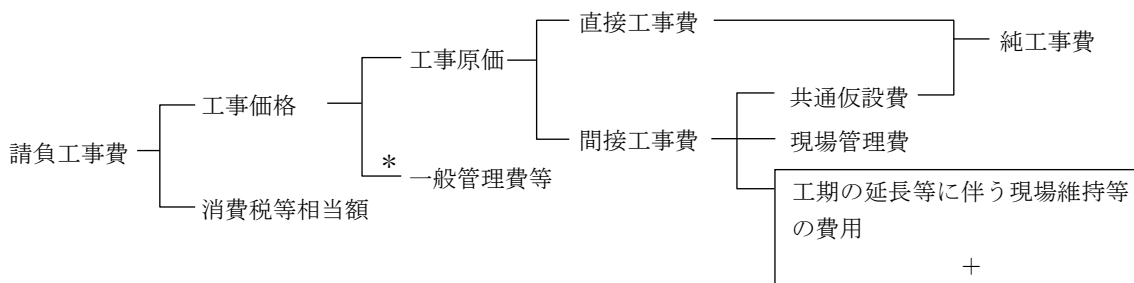 直接工事費
純工事費
工事原価
工事価格
共通仮設費
間接工事費
現場管理費
請負工事費
*
一般管理費等
工期の延長等に伴う現場維持等
の費用
消費税等相当額
+